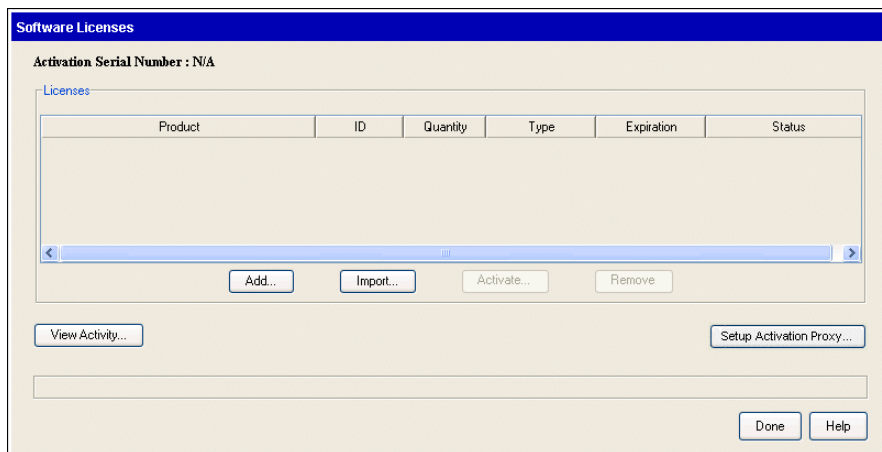 Software Licenses
Activation Serial Number : N/A
Licenses
Product ID Quantity Type Expiration Status
Add... Import... Activate... Remove
View Activity... Setup Activation Proxy...
Done Help